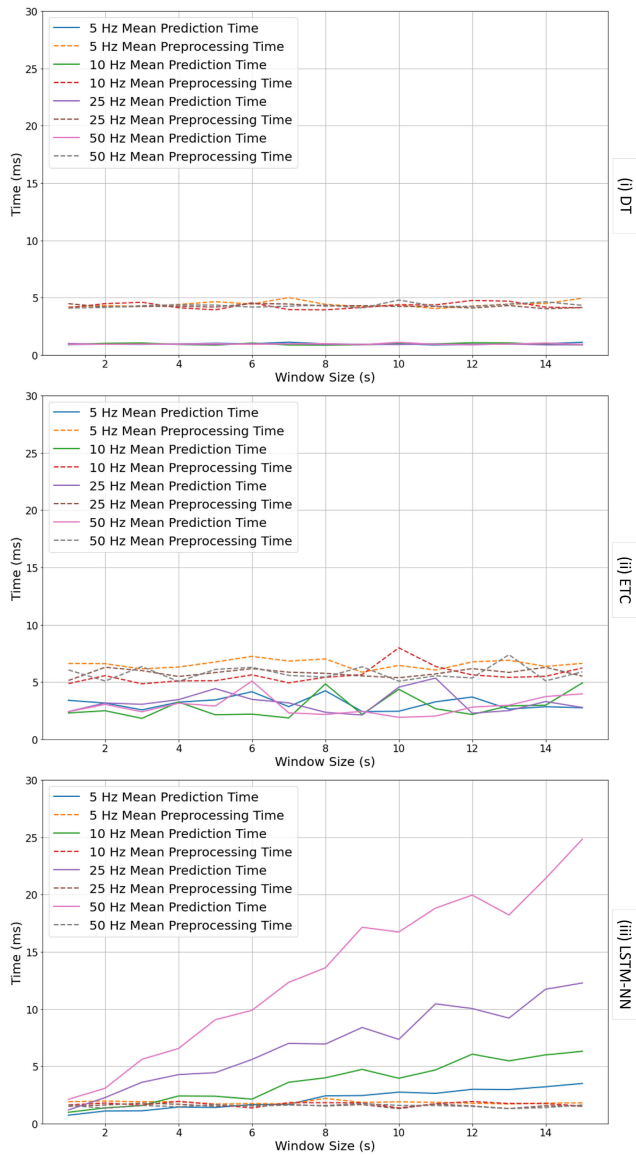 30
25
20
15
10
5
0
Time (ms)
5 Hz Mean Prediction Time
5 Hz Mean Preprocessing Time
10 Hz Mean Prediction Time
10 Hz Mean Preprocessing Time
25 Hz Mean Prediction Time
25 Hz Mean Preprocessing Time
50 Hz Mean Prediction Time
50 Hz Mean Preprocessing Time
2 4 6 8 10 12 14
Window Size (s)
(i) DT
30
25
20
15
10
5
0
Time (ms)
5 Hz Mean Prediction Time
5 Hz Mean Preprocessing Time
10 Hz Mean Prediction Time
10 Hz Mean Preprocessing Time
25 Hz Mean Prediction Time
25 Hz Mean Preprocessing Time
50 Hz Mean Prediction Time
50 Hz Mean Preprocessing Time
2 4 6 8 10 12 14
Window Size (s)
(ii) ETC
30
25
20
15
10
5
0
Time (ms)
5 Hz Mean Prediction Time
5 Hz Mean Preprocessing Time
10 Hz Mean Prediction Time
10 Hz Mean Preprocessing Time
25 Hz Mean Prediction Time
25 Hz Mean Preprocessing Time
50 Hz Mean Prediction Time
50 Hz Mean Preprocessing Time
2 4 6 8 10 12 14
Window Size (s)
(iii) LSTM-NN